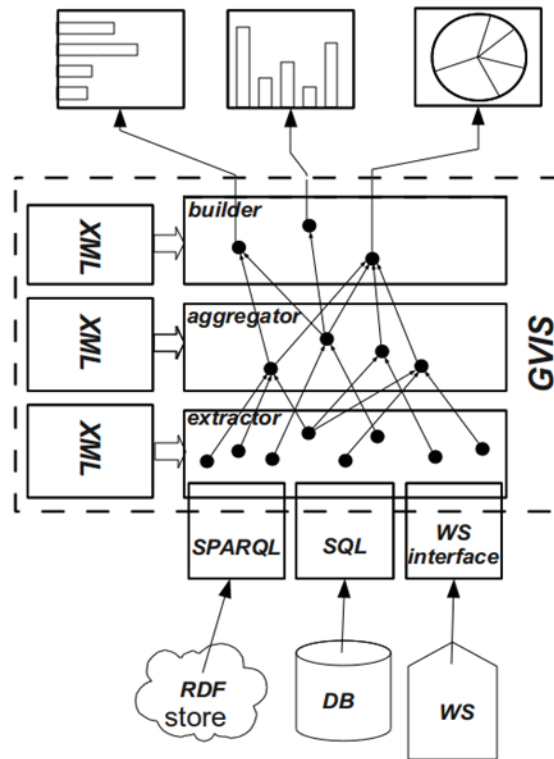 builder
XML
aggregator
XML
extractor
XML
GVIS
SPARQL
SQL
WS
interface
RDF
store
DB
WS